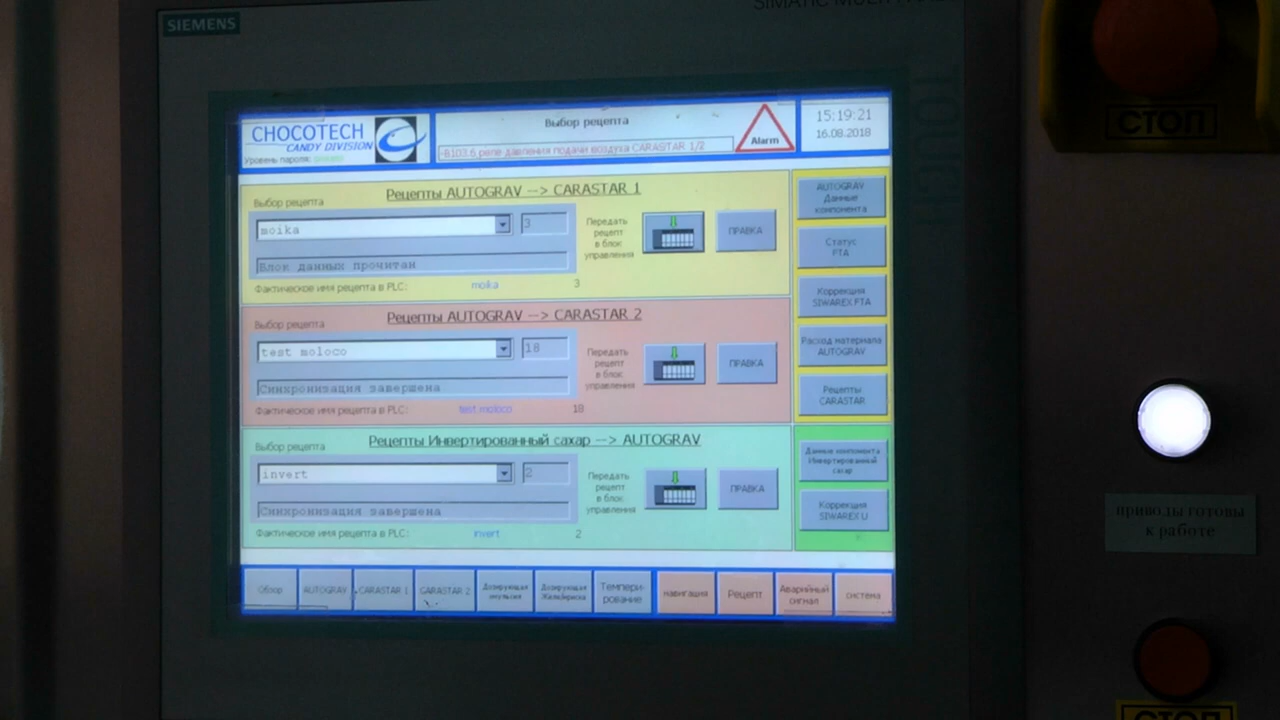 SIEMENS
SIMATIC MULTI PANEL
TOUCH
СТОП
CHOCOTECH
CANDY DIVISION
Уровень пароля:
Выбор рецепта
-B103.6 реле давления подачи воздуха CARASTAR 1/2
Alarm
15:19:21
16.08.2018
Рецепты AUTOGRAV --> CARASTAR 1
Выбор рецепта
moika
3
Передать
рецепт
в блок
управления
ПРАВКА
Блок данных прочитан
Фактическое имя рецепта в PLC:
moika
3
Рецепты AUTOGRAV --> CARASTAR 2
Выбор рецепта
test moloco
18
Передать
рецепт
в блок
управления
ПРАВКА
Синхронизация завершена
Фактическое имя рецепта в PLC:
test moloco
18
Рецепты Инвертированный сахар --> AUTOGRAV
Выбор рецепта
invert
2
Передать
рецепт
в блок
управления
ПРАВКА
Синхронизация завершена
Фактическое имя рецепта в PLC:
invert
2
AUTOGRAV
Данные
компонента
Статус
FTA
Коррекция
SIWAREX FTA
Расход материала
AUTOGRAV
Рецепты
CARASTAR
Данные компонента
Инвертированный
сахар
Коррекция
SIWAREX U
Обзор
AUTOGRAV
CARASTAR 1
CARASTAR 2
Дозирующая
эмульсия
Дозирующая
Жела/Ириска
Темпери-
рование
навигация
Рецепт
Аварийный
сигнал
система
приводы готовы
к работе
СТОП